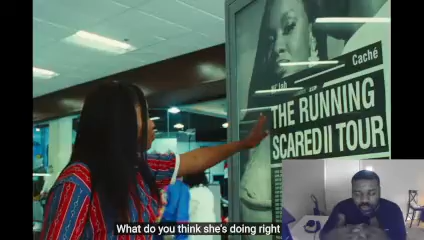 Caché
THE RUNNING
SCARED II TOUR
What do you think she's doing right